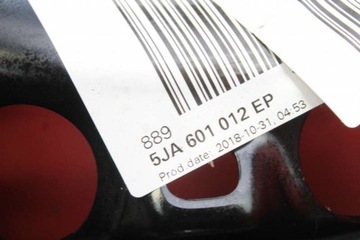 889
5JA 601 012 EP
Prod.date: 2018-10-31, 04:53